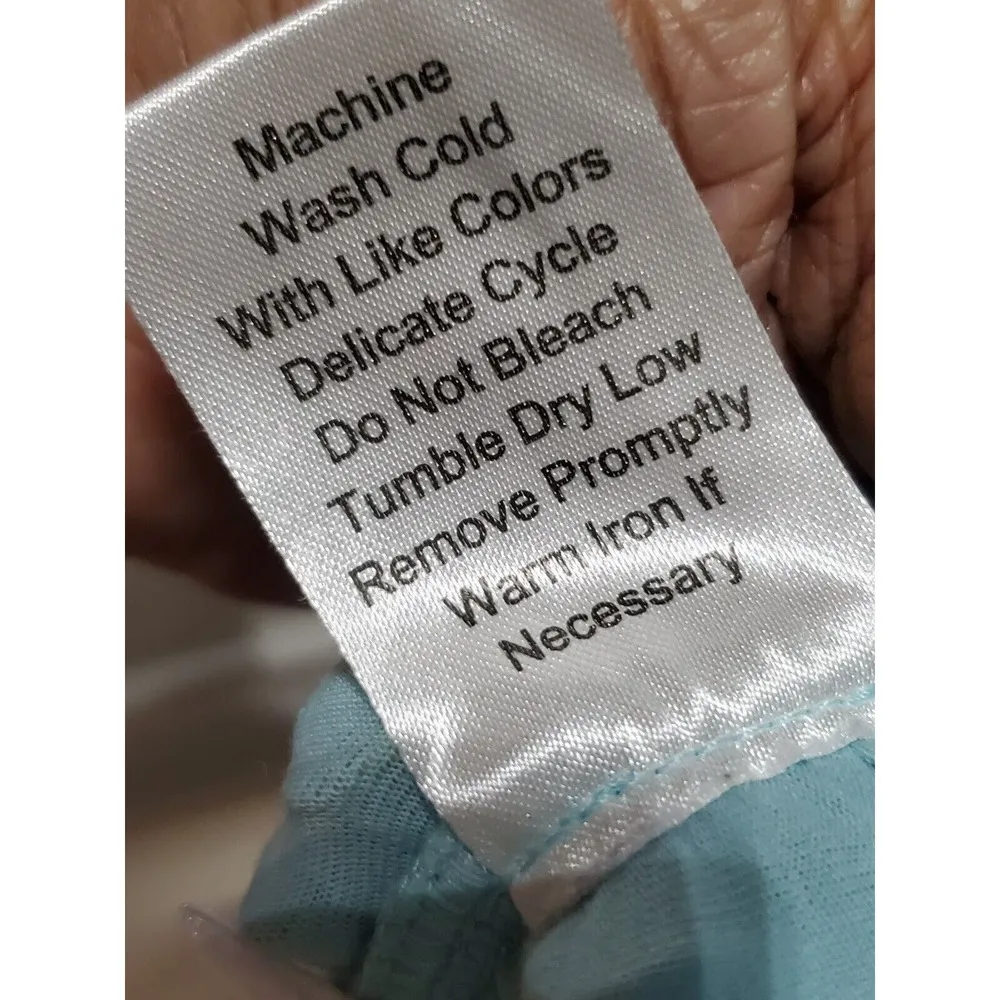 Machine
Wash Cold
With Like Colors
Delicate Cycle
Do Not Bleach
Tumble Dry Low
Remove Promptly
Warm Iron If
Necessary